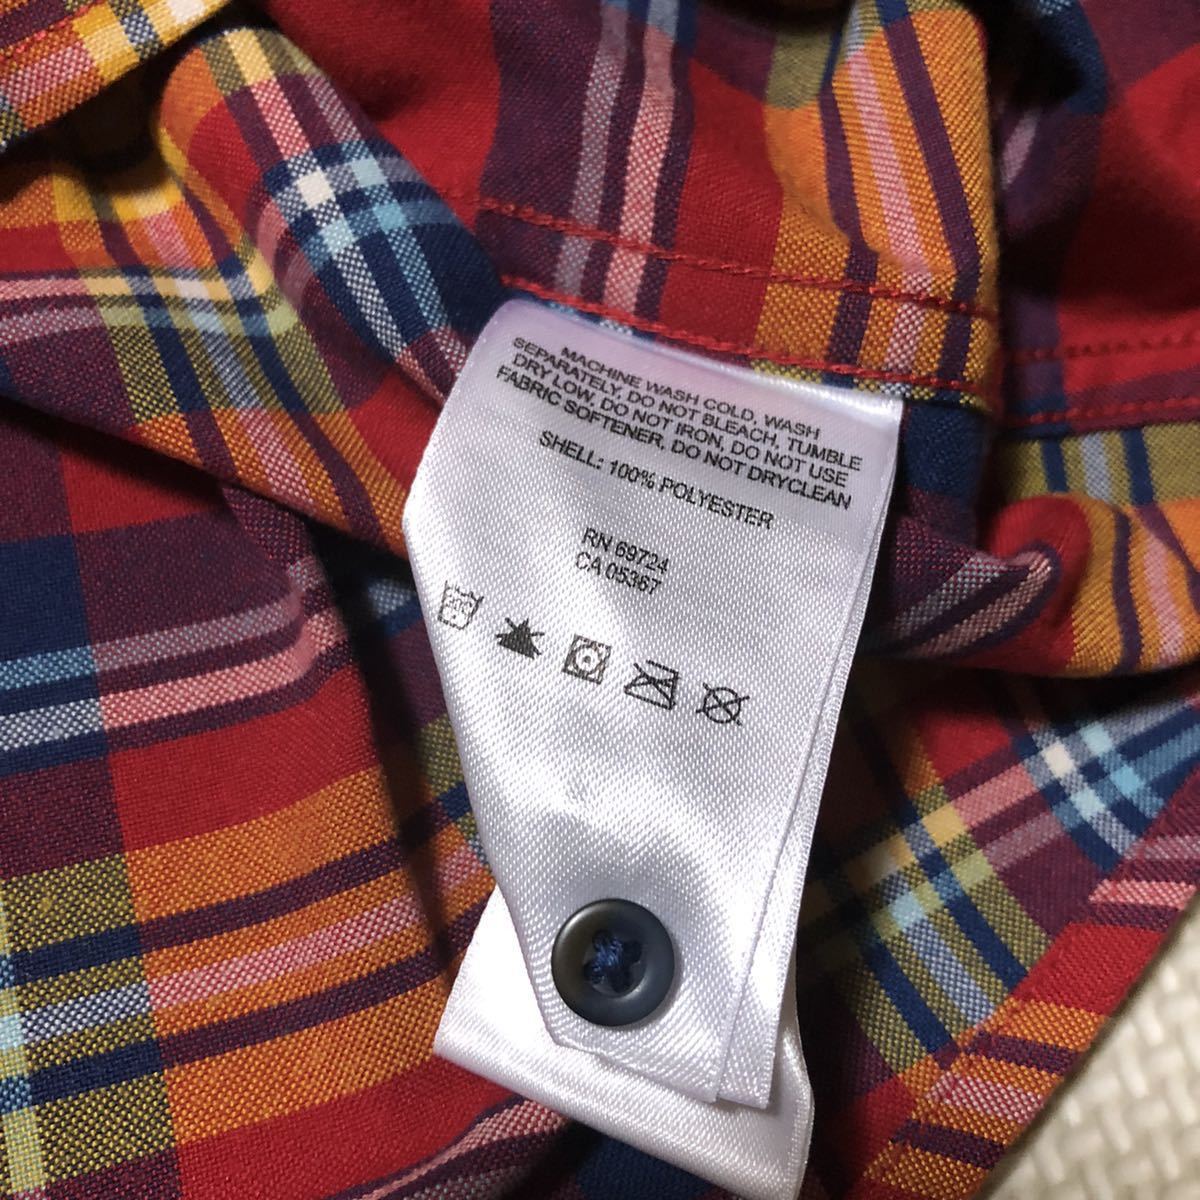 MACHINE WASH COLD, WASH
SEPARATELY, DO NOT BLEACH, TUMBLE
DRY LOW, DO NOT IRON, DO NOT USE
FABRIC SOFTENER, DO NOT DRYCLEAN
SHELL: 100% POLYESTER
RN 69724
CA 05367